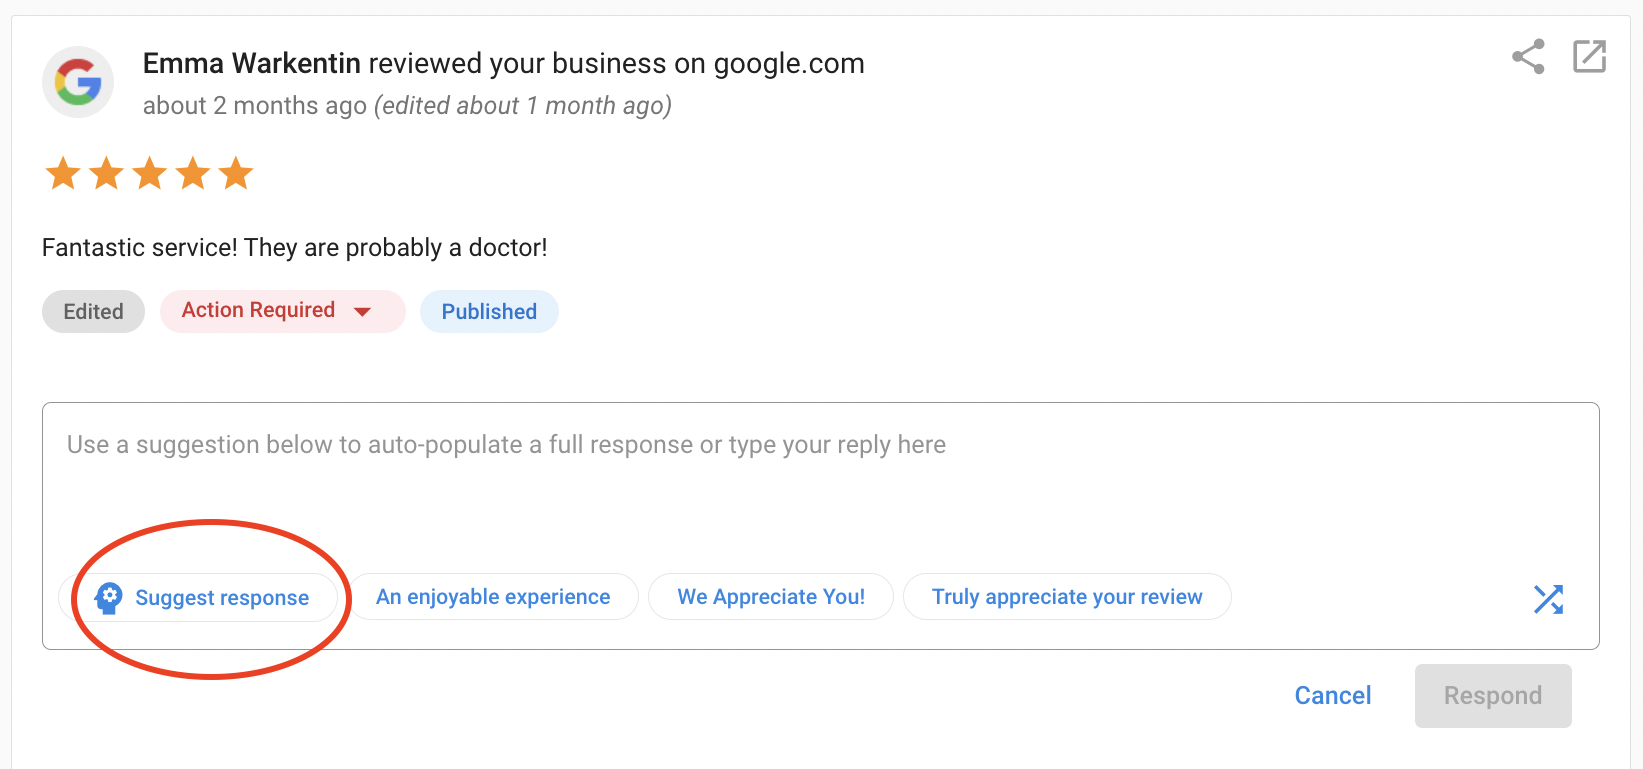 Emma Warkentin reviewed your business on google.com
about 2 months ago (edited about 1 month ago)
Fantastic service! They are probably a doctor!
Edited Action Required Published
Use a suggestion below to auto-populate a full response or type your reply here
Suggest response An enjoyable experience We Appreciate You! Truly appreciate your review
Cancel Respond